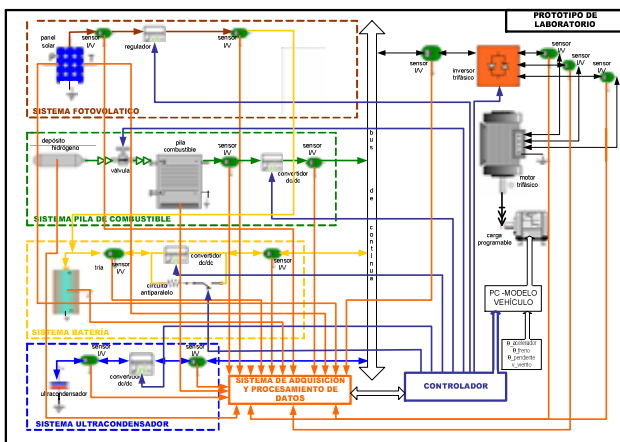 PROTOTIPO DE
LABORATORIO
panel
solar
P
T
sensor
I/V
regulador
sensor
I/V
SISTEMA FOTOVOLATICO
sensor
I/V
inversor
trifásico
sensor
I/V
sensor
I/V
sensor
I/V
depósito
hidrógeno
válvula
pila
combustible
sensor
I/V
convertidor
dc/dc
sensor
I/V
SISTEMA PILA DE COMBUSTIBLE
bus
de
continua
motor
trifásico
carga
programable
tria
sensor
I/V
convertidor
dc/dc
sensor
I/V
circuito
antiparalelo
SISTEMA BATERÍA
PC -MODELO
VEHÍCULO
θ_acelerador
θ_freno
θ_pendiente
v_viento
sensor
I/V
convertidor
dc/dc
sensor
I/V
ultracondensador
SISTEMA ULTRACONDENSADOR
SISTEMA DE ADQUISICIÓN
Y PROCESAMIENTO DE
DATOS
CONTROLADOR